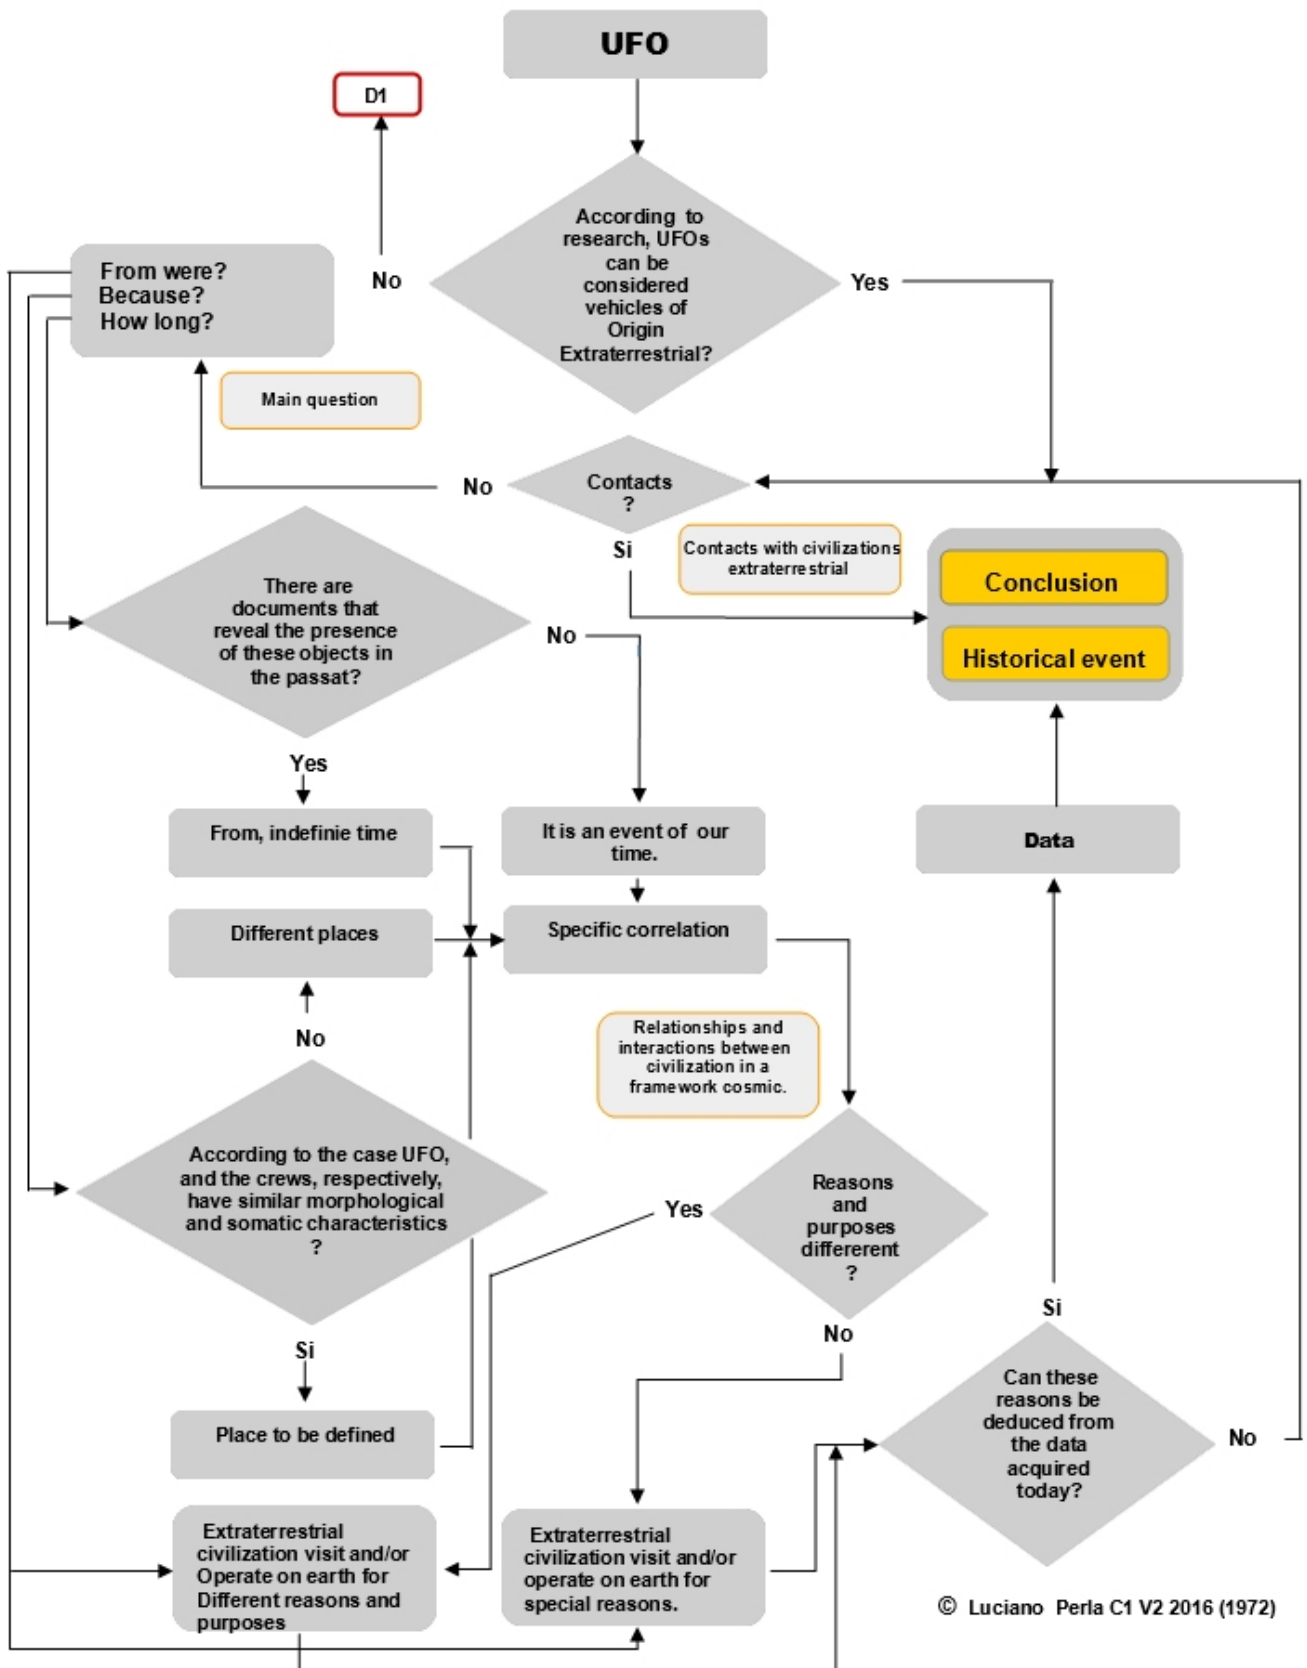 UFO
D1
According to
research, UFOs
can be
considered
vehicles of
Origin
Extraterrestrial?
No
Yes
From were?
Because?
How long?
Main question
No
Contacts
?
Si
Contacts with civilizations
extraterrestrial
Conclusion
Historical event
There are
documents that
reveal the presence
of these objects in
the passat?
No
Yes
From, indefinie time
It is an event of our
time.
Data
Different places
Specific correlation
No
Relationships and
interactions between
civilization in a
framework cosmic.
According to the case UFO,
and the crews, respectively,
have similar morphological
and somatic characteristics
?
Yes
Reasons
and
purposes
differerent
?
Si
No
Si
Place to be defined
Can these
reasons be
deduced from
the data
acquired
today?
No
Extraterrestrial
civilization visit and/or
Operate on earth for
Different reasons and
purposes
Extraterrestrial
civilization visit and/or
operate on earth for
special reasons.
© Luciano Perla C1 V2 2016 (1972)